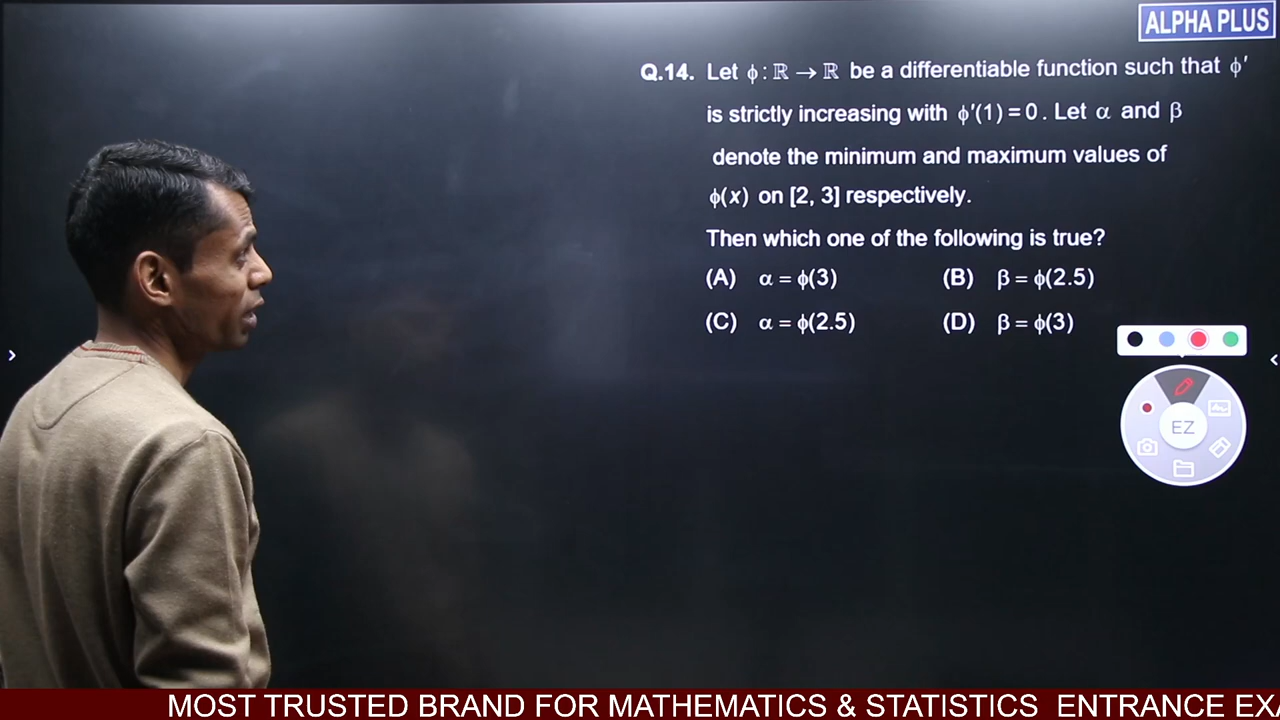 ALPHA PLUS
Q.14. Let ϕ : ℝ → ℝ be a differentiable function such that ϕ′
is strictly increasing with ϕ′(1) = 0. Let α and β
denote the minimum and maximum values of
ϕ(x) on [2, 3] respectively.
Then which one of the following is true?
(A) α = ϕ(3) (B) β = ϕ(2.5)
(C) α = ϕ(2.5) (D) β = ϕ(3)
EZ
MOST TRUSTED BRAND FOR MATHEMATICS & STATISTICS ENTRANCE EXA